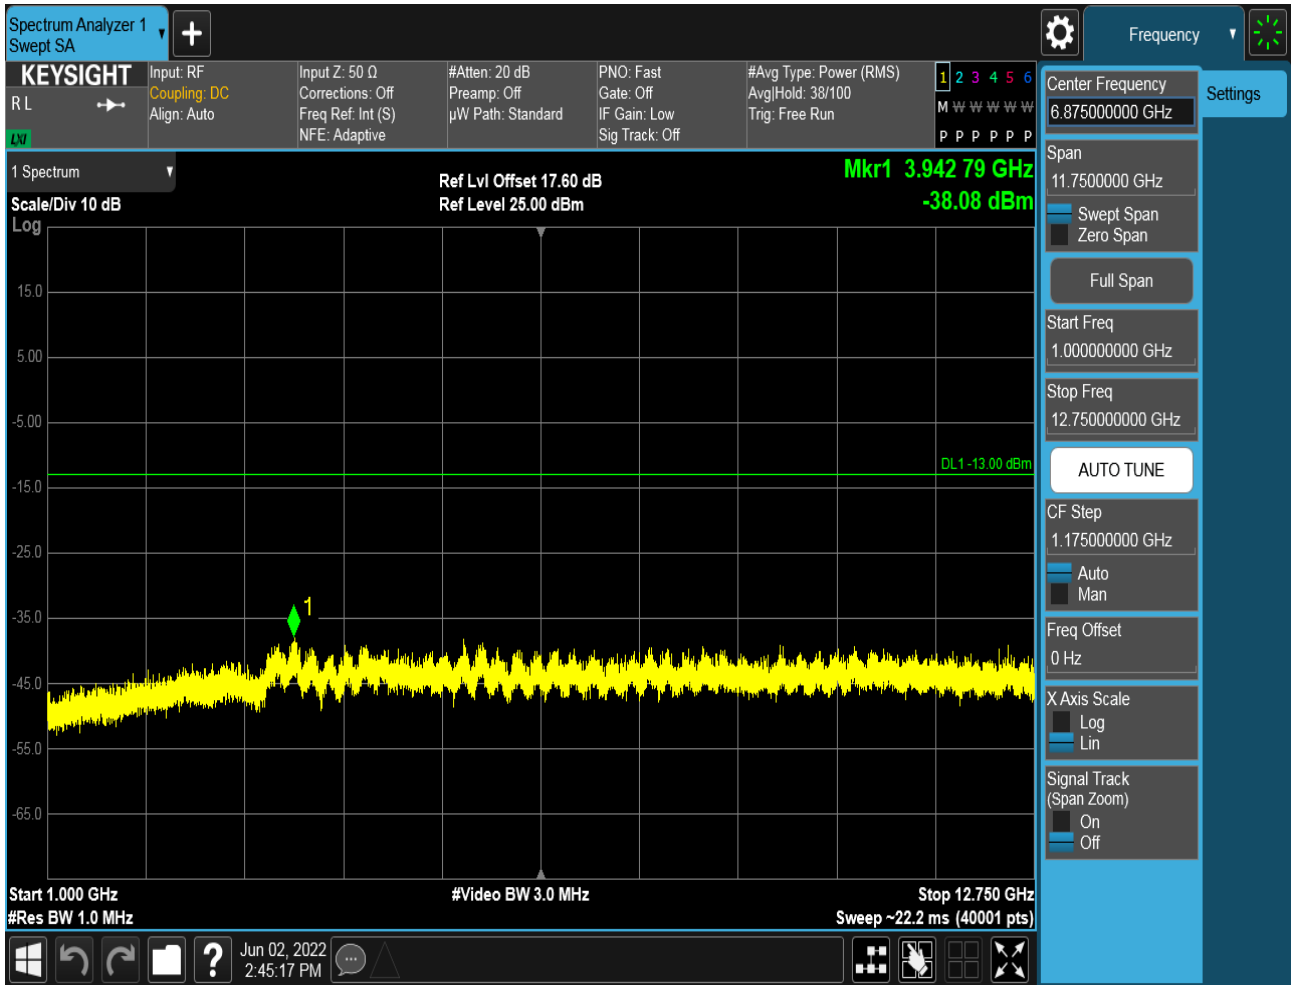 Spectrum Analyzer 1
Swept SA
Frequency
KEYSIGHT
R L
LXI
Input: RF
Coupling: DC
Align: Auto
Input Z: 50 Ω
Corrections: Off
Freq Ref: Int (S)
NFE: Adaptive
#Atten: 20 dB
Preamp: Off
µW Path: Standard
PNO: Fast
Gate: Off
IF Gain: Low
Sig Track: Off
#Avg Type: Power (RMS)
Avg|Hold: 38/100
Trig: Free Run
1 2 3 4 5 6
M W W W W W
P P P P P P
1 Spectrum
Scale/Div 10 dB
Log
Ref Lvl Offset 17.60 dB
Ref Level 25.00 dBm
Mkr1 3.942 79 GHz
-38.08 dBm
15.0
5.00
-5.00
-15.0
-25.0
-35.0
-45.0
-55.0
-65.0
DL1 -13.00 dBm
1
Start 1.000 GHz
#Res BW 1.0 MHz
#Video BW 3.0 MHz
Stop 12.750 GHz
Sweep ~22.2 ms (40001 pts)
?
Jun 02, 2022
2:45:17 PM
Center Frequency
6.875000000 GHz
Settings
Span
11.7500000 GHz
Swept Span
Zero Span
Full Span
Start Freq
1.000000000 GHz
Stop Freq
12.750000000 GHz
AUTO TUNE
CF Step
1.175000000 GHz
Auto
Man
Freq Offset
0 Hz
X Axis Scale
Log
Lin
Signal Track
(Span Zoom)
On
Off